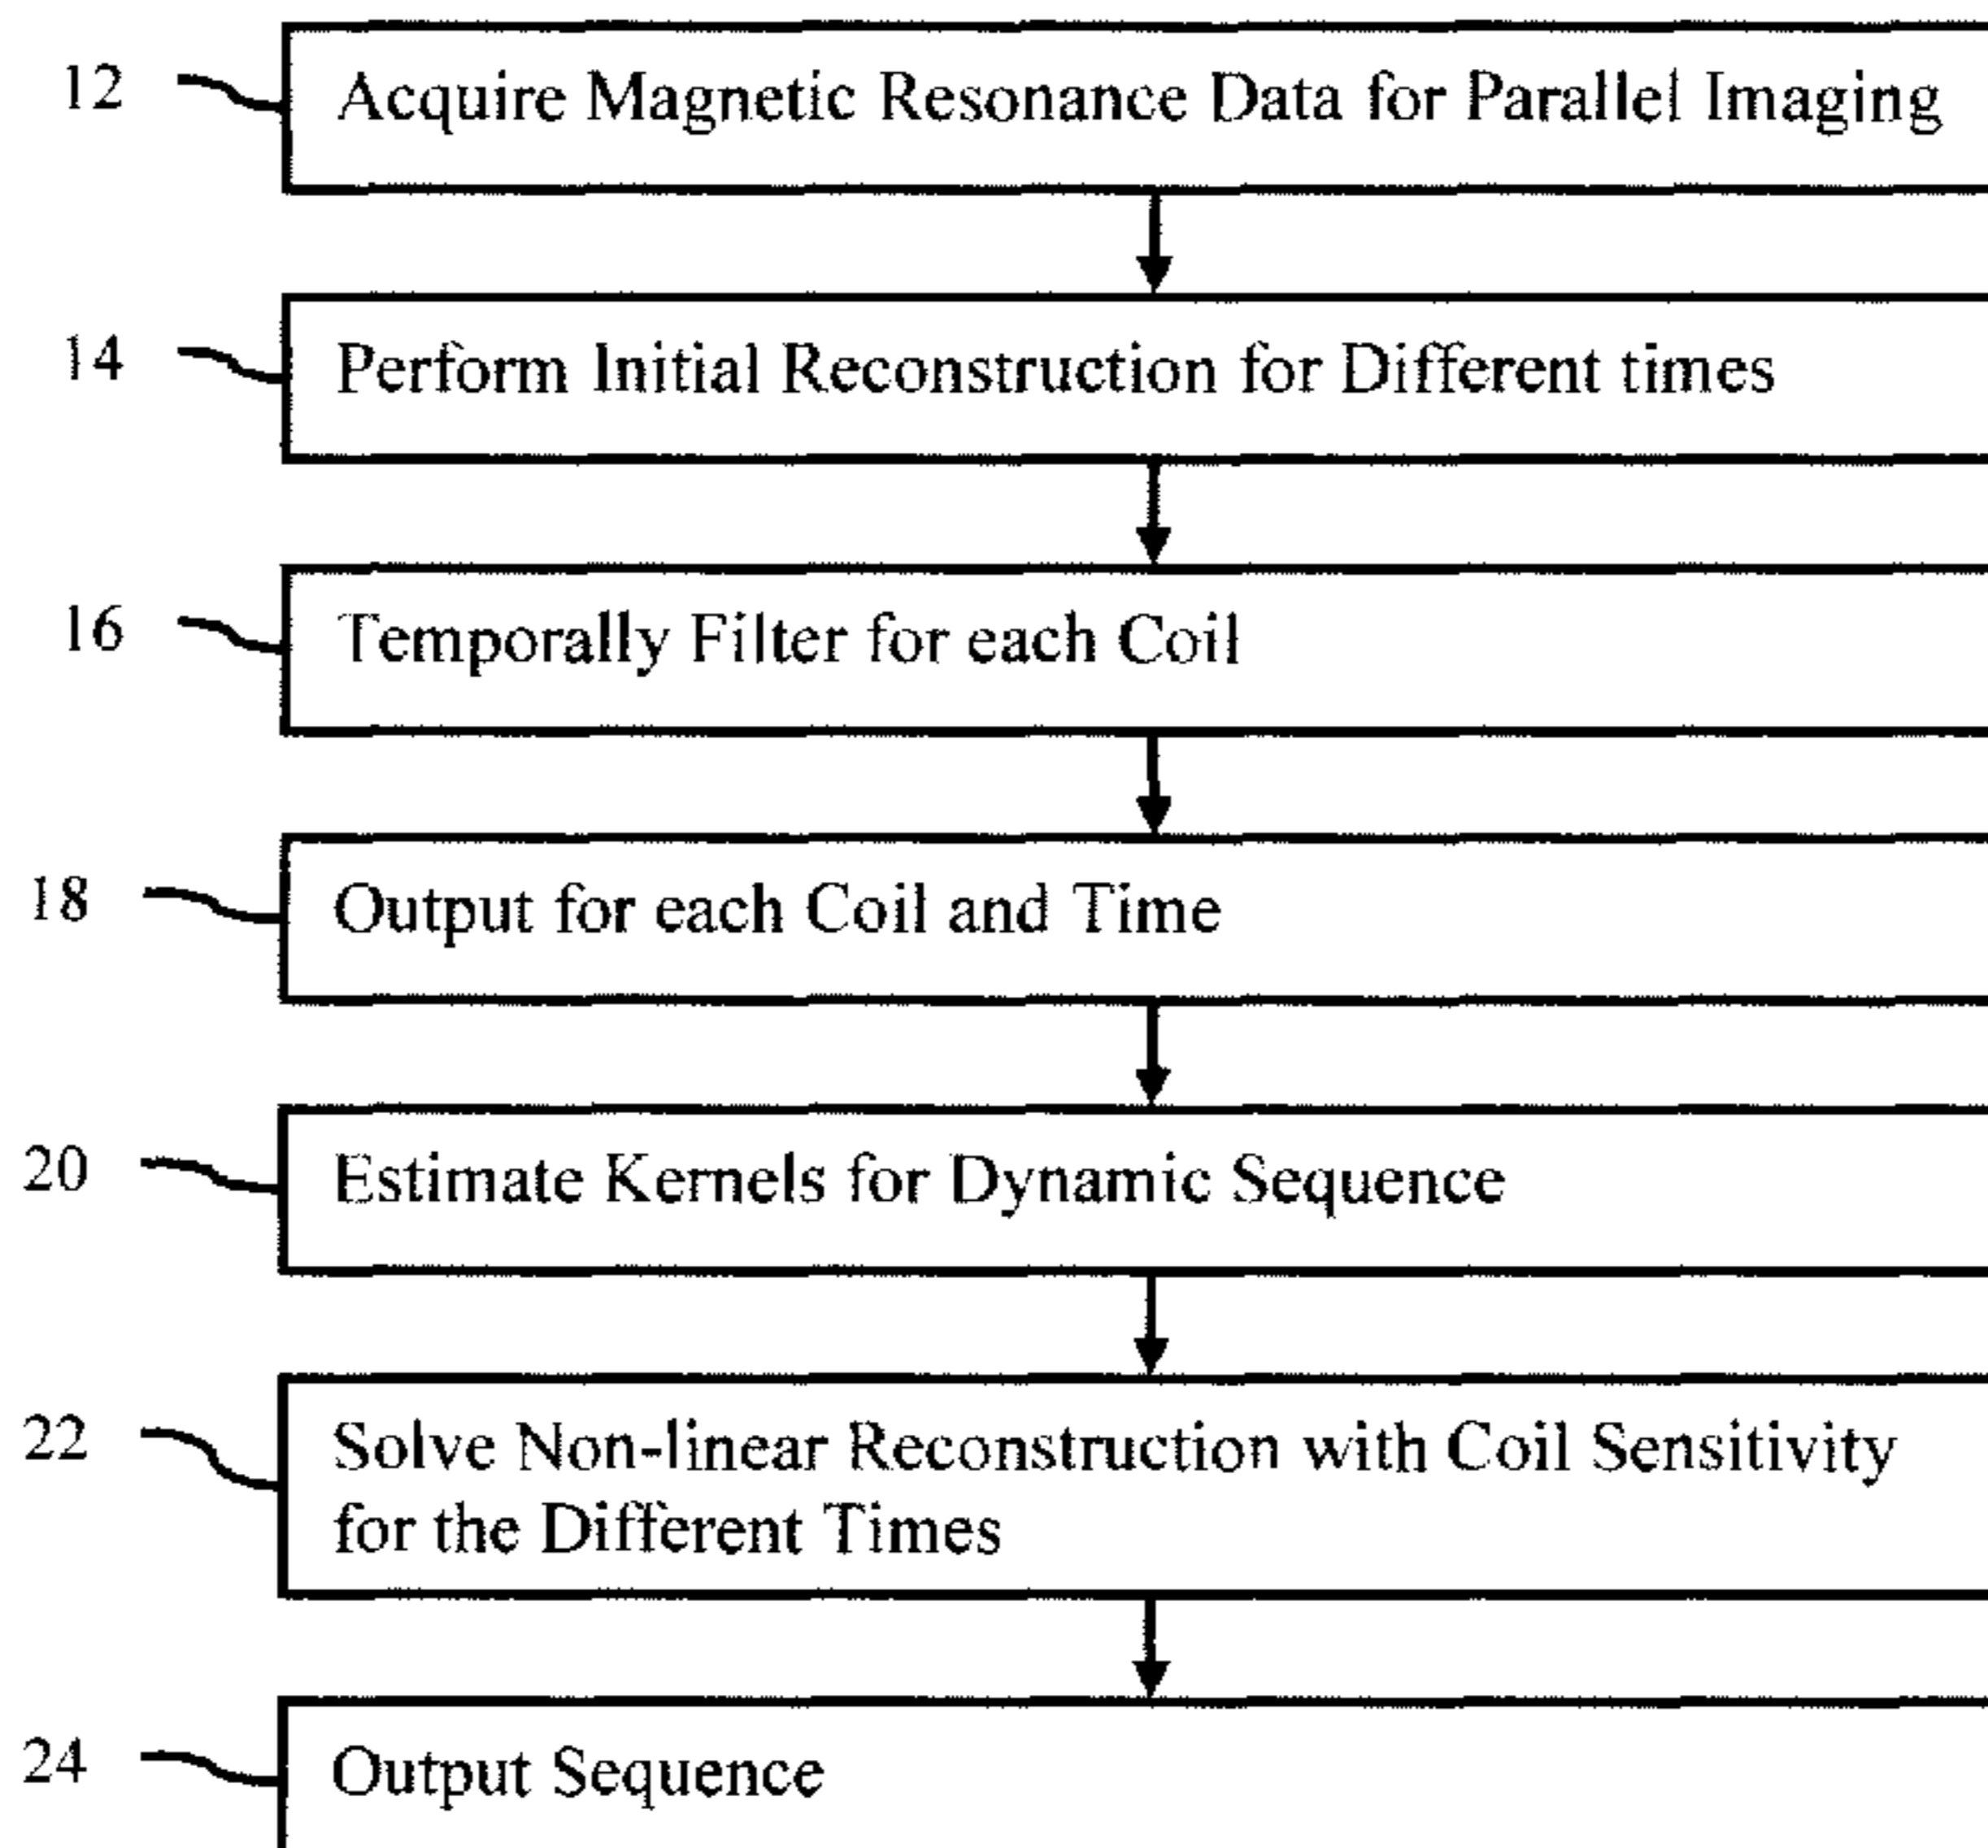 12 Acquire Magnetic Resonance Data for Parallel Imaging
14 Perform Initial Reconstruction for Different times
16 Temporally Filter for each Coil
18 Output for each Coil and Time
20 Estimate Kernels for Dynamic Sequence
22 Solve Non-linear Reconstruction with Coil Sensitivity
for the Different Times
24 Output Sequence